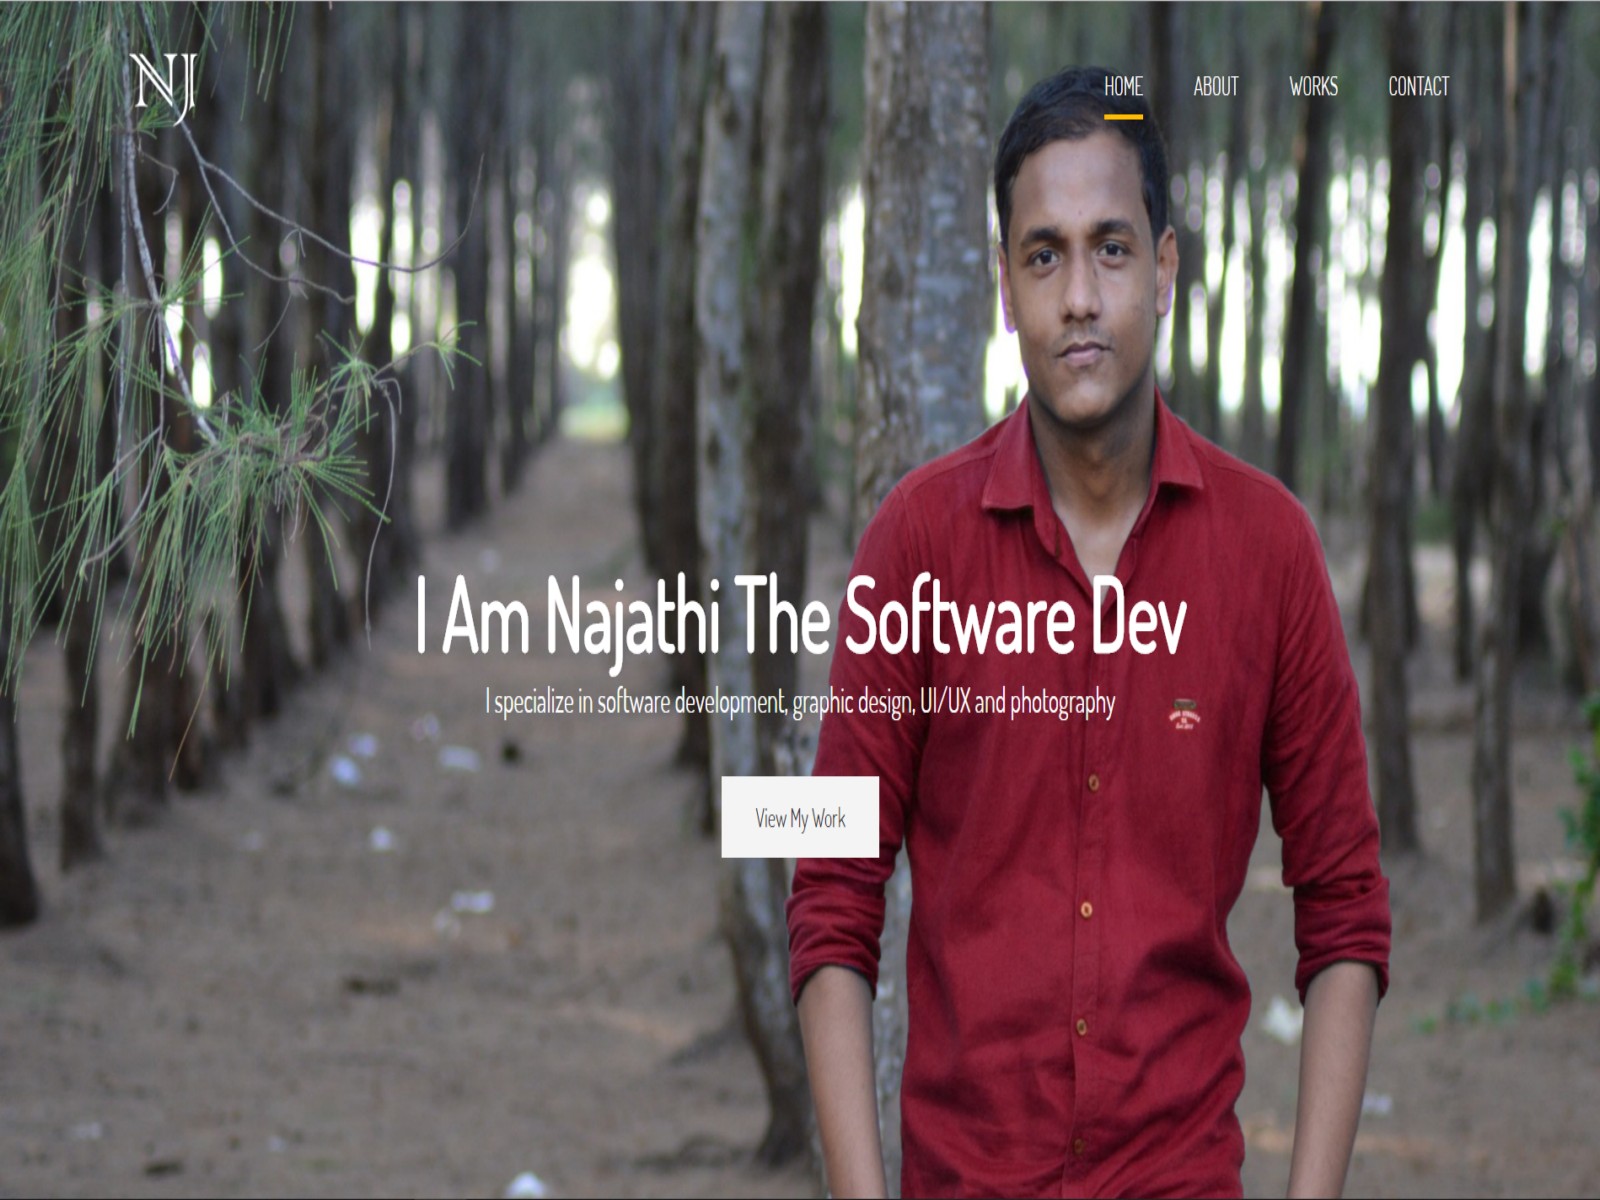 NJ
HOME ABOUT WORKS CONTACT
I Am Najathi The Software Dev
I specialize in software development, graphic design, UI/UX and photography
View My Work